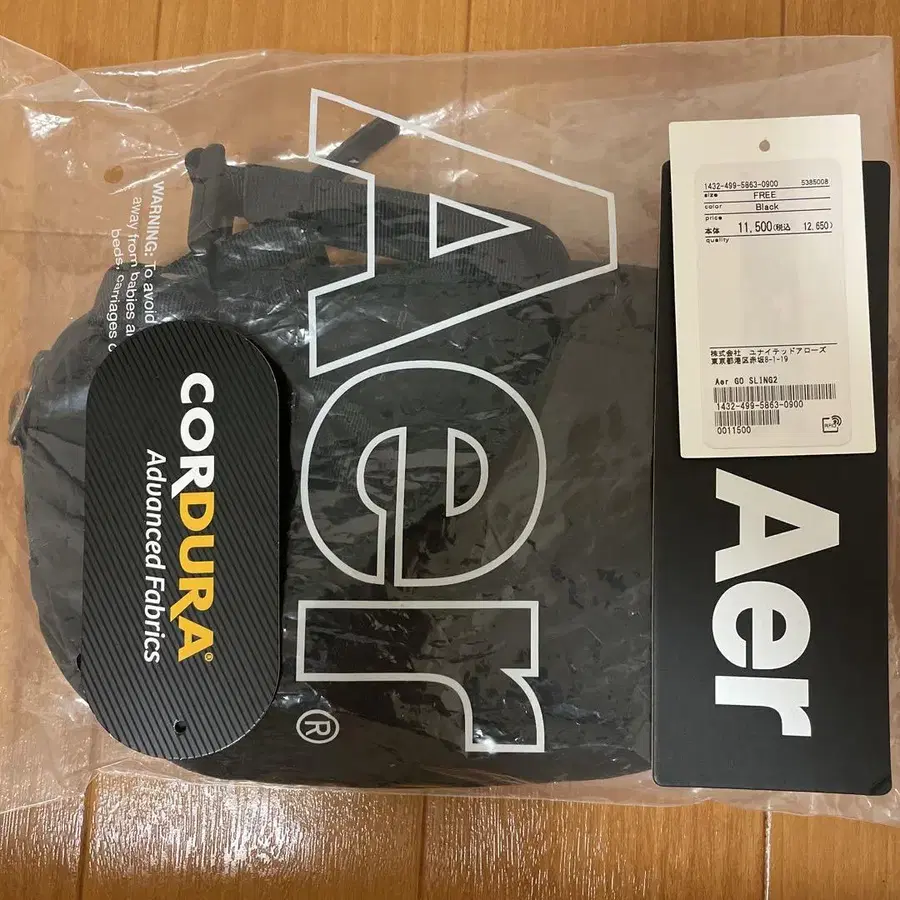 Aer
®
WARNING: To avoid
away from babies a
beds, carriages o
CORDURA®
Advanced Fabrics
1432-499-5863-0900 5385008
size FREE
color Black
price
本体 11,500(税込 12,650)
quality
株式会社 ユナイテッドアローズ
東京都港区赤坂8-1-19
Aer GO SLING2
1432-499-5863-0900
0011500
Aer